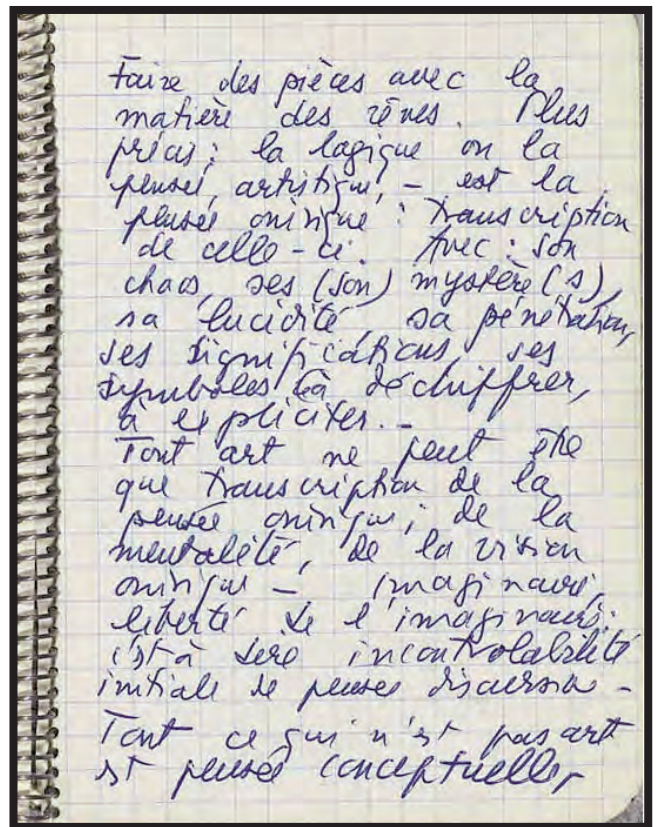 Faire des pièces avec la
matière des rêves. Plus
précis : la logique ou la
pensée, artistique, – est la
pensée onirique : transcription
de celle-ci. Avec : son
chaos, ses (son) mystère(s),
sa lucidité, sa pénétration,
ses significations, ses
symboles (à déchiffrer,
à expliciter. –
Tout art ne peut être
que transcription de la
pensée onirique ; de la
mentalité, de la vision
onirique – imaginaire,
liberté de l'imaginaire :
c'est à dire incontrolabilité
initiale de pensée discursive –
Tout ce qui n'est pas art
est pensée conceptuelle,